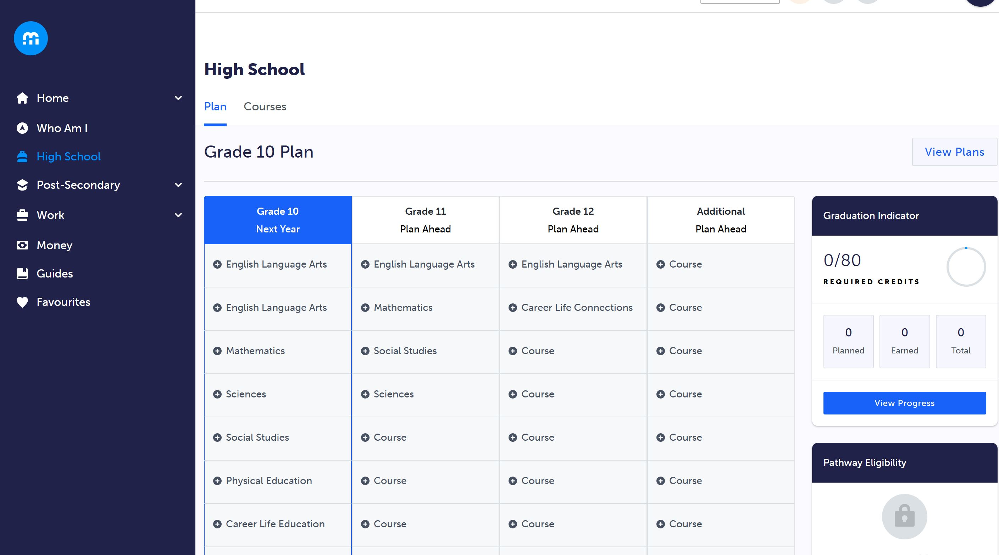 Home
Who Am I
High School
Post-Secondary
Work
Money
Guides
Favourites
High School
Plan Courses
Grade 10 Plan
View Plans
Grade 10 Grade 11 Grade 12 Additional
Next Year Plan Ahead Plan Ahead Plan Ahead
English Language Arts English Language Arts English Language Arts Course
English Language Arts Mathematics Career Life Connections Course
Mathematics Social Studies Course Course
Sciences Sciences Course Course
Social Studies Course Course Course
Physical Education Course Course Course
Career Life Education Course Course Course
Graduation Indicator
0/80
REQUIRED CREDITS
0 0 0
Planned Earned Total
View Progress
Pathway Eligibility